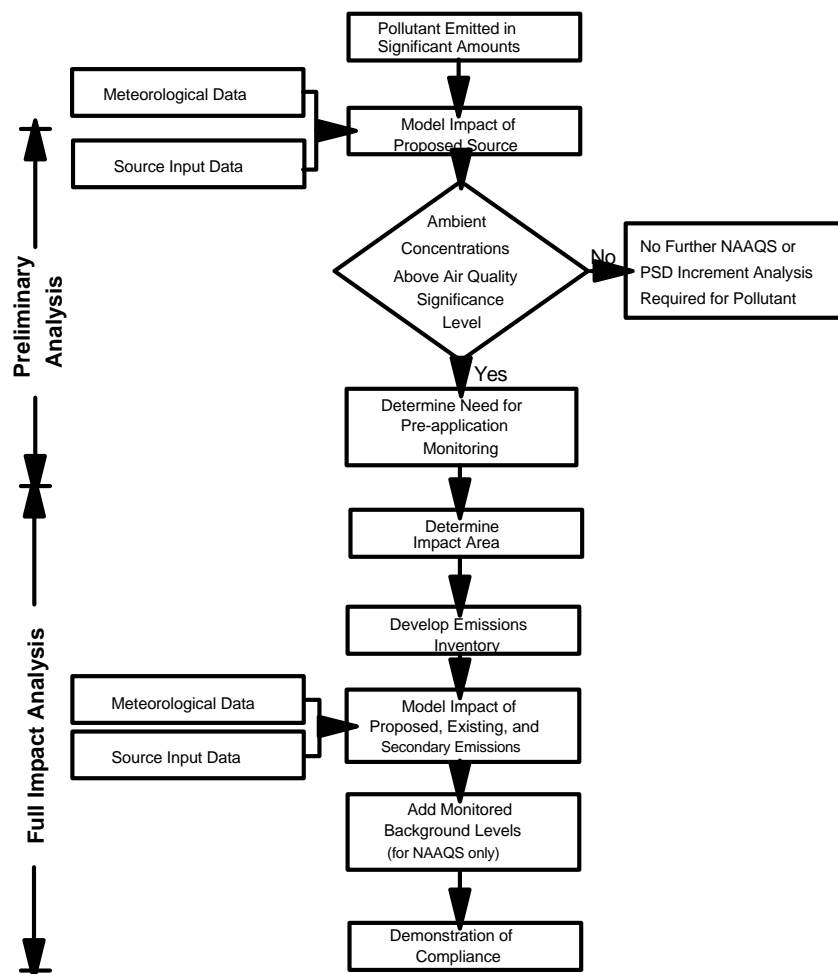 Pollutant Emitted in
Significant Amounts
Meteorological Data
Source Input Data
Model Impact of
Proposed Source
Preliminary
Analysis
Ambient
Concentrations
Above Air Quality
Significance
Level
No
No Further NAAQS or
PSD Increment Analysis
Required for Pollutant
Yes
Determine Need for
Pre-application
Monitoring
Determine
Impact Area
Develop Emissions
Inventory
Full Impact Analysis
Meteorological Data
Source Input Data
Model Impact of
Proposed, Existing, and
Secondary Emissions
Add Monitored
Background Levels
(for NAAQS only)
Demonstration of
Compliance